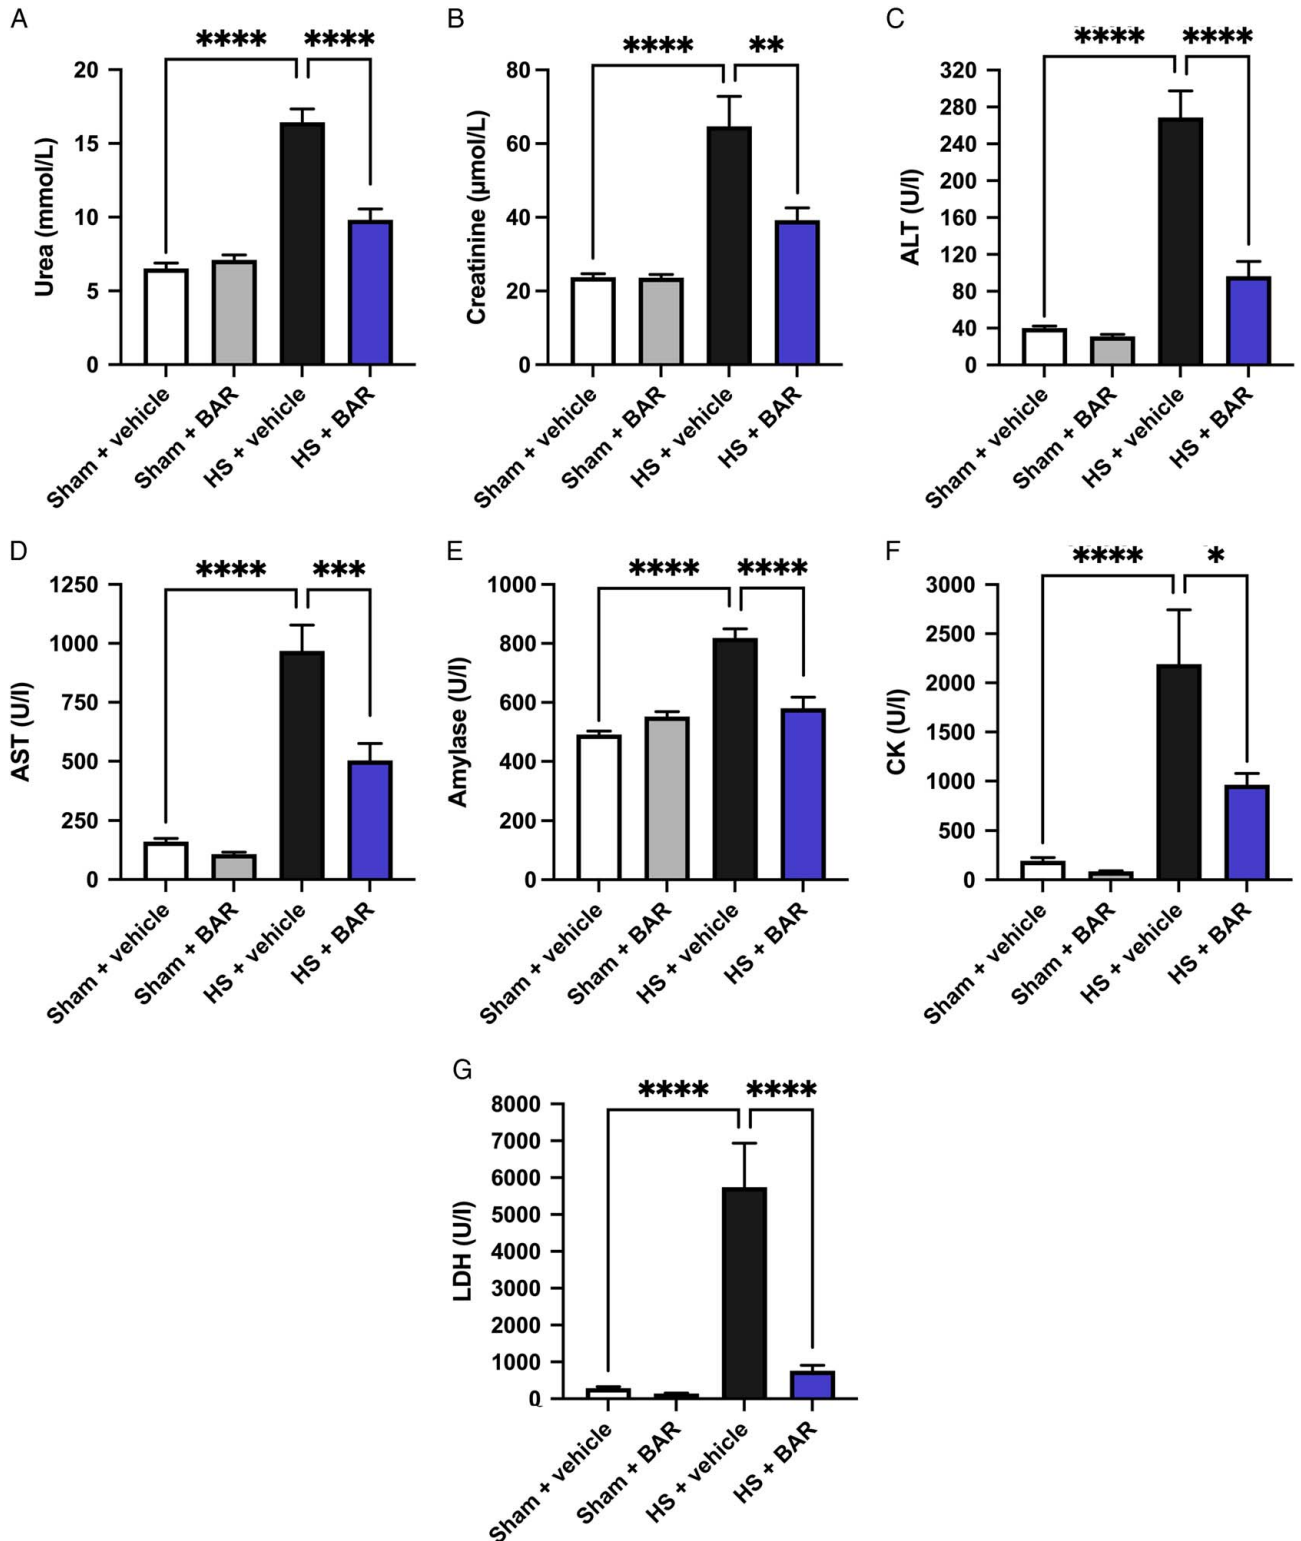 A
**** ****
Urea (mmol/L)
20
15
10
5
0
Sham + vehicle
Sham + BAR
HS + vehicle
HS + BAR
B
**** **
Creatinine (µmol/L)
80
60
40
20
0
Sham + vehicle
Sham + BAR
HS + vehicle
HS + BAR
C
**** ****
ALT (U/l)
320
280
240
200
160
120
80
40
0
Sham + vehicle
Sham + BAR
HS + vehicle
HS + BAR
D
**** ***
AST (U/l)
1250
1000
750
500
250
0
Sham + vehicle
Sham + BAR
HS + vehicle
HS + BAR
E
**** ****
Amylase (U/l)
1000
800
600
400
200
0
Sham + vehicle
Sham + BAR
HS + vehicle
HS + BAR
F
**** *
CK (U/l)
3000
2500
2000
1500
1000
500
0
Sham + vehicle
Sham + BAR
HS + vehicle
HS + BAR
G
**** ****
LDH (U/l)
8000
7000
6000
5000
4000
3000
2000
1000
0
Sham + vehicle
Sham + BAR
HS + vehicle
HS + BAR